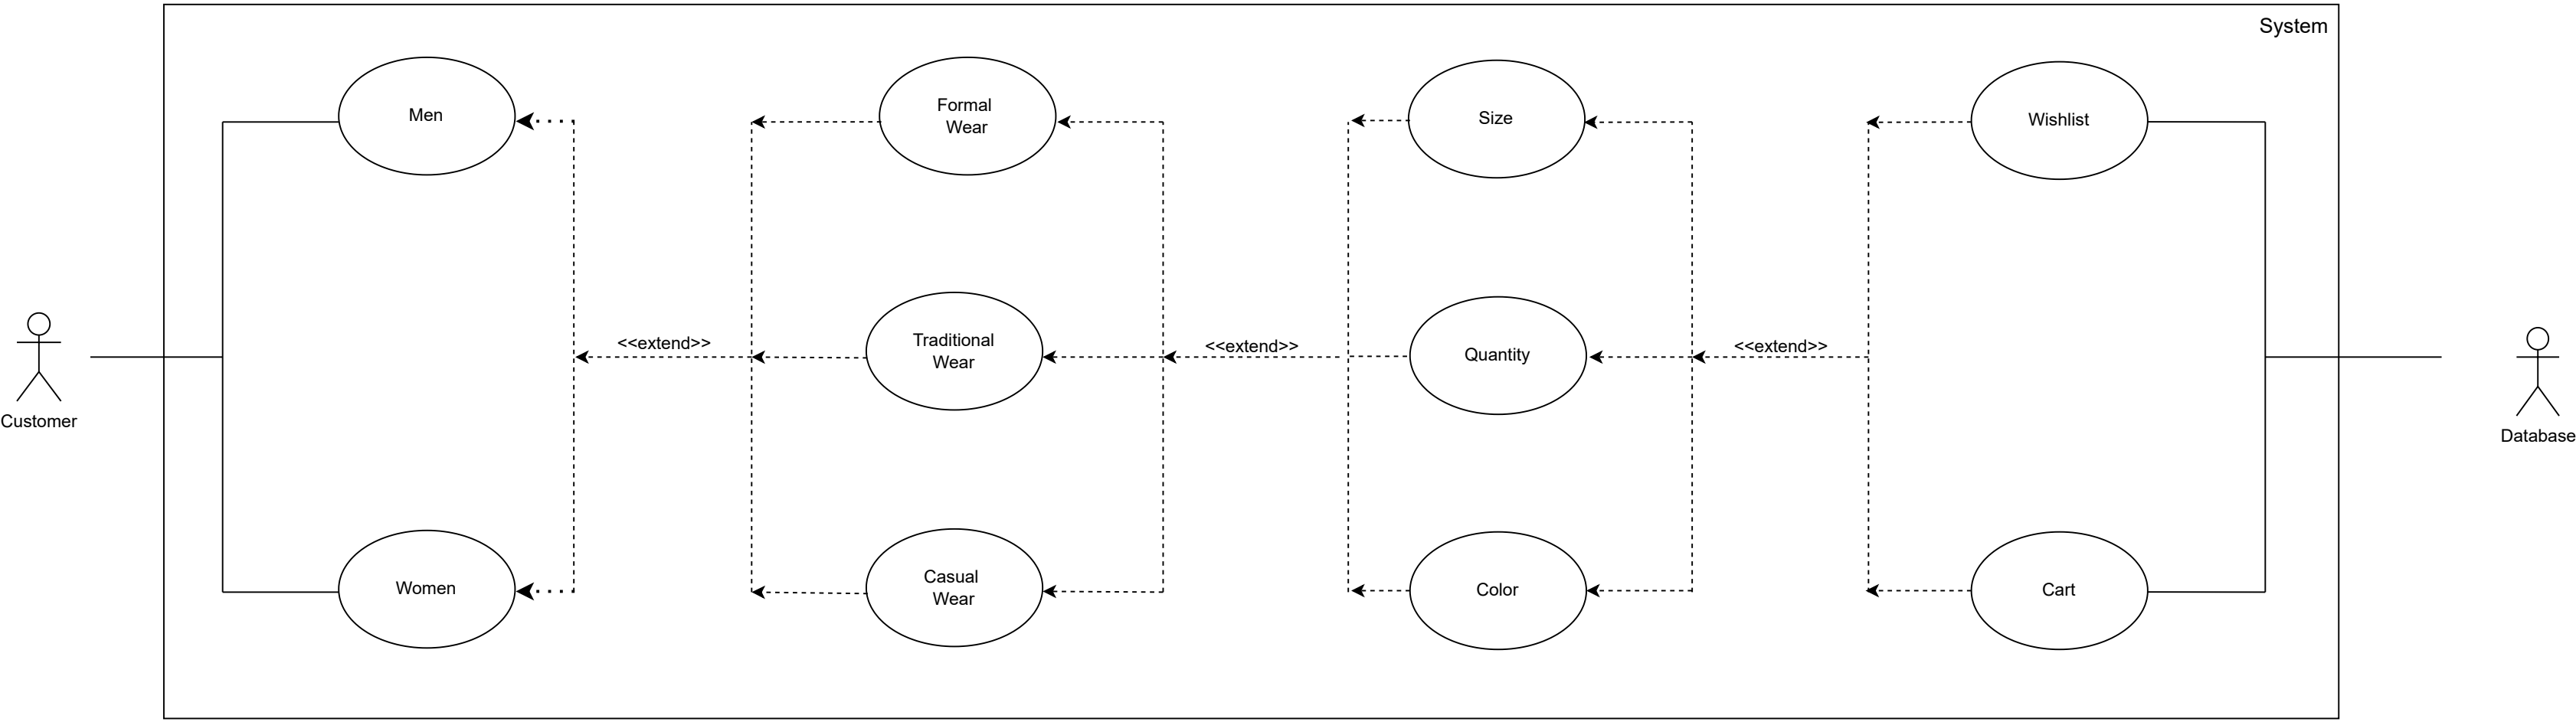 System
Men
Formal
Wear
Size
Wishlist
Customer
<<extend>>
Traditional
Wear
<<extend>>
Quantity
<<extend>>
Database
Women
Casual
Wear
Color
Cart